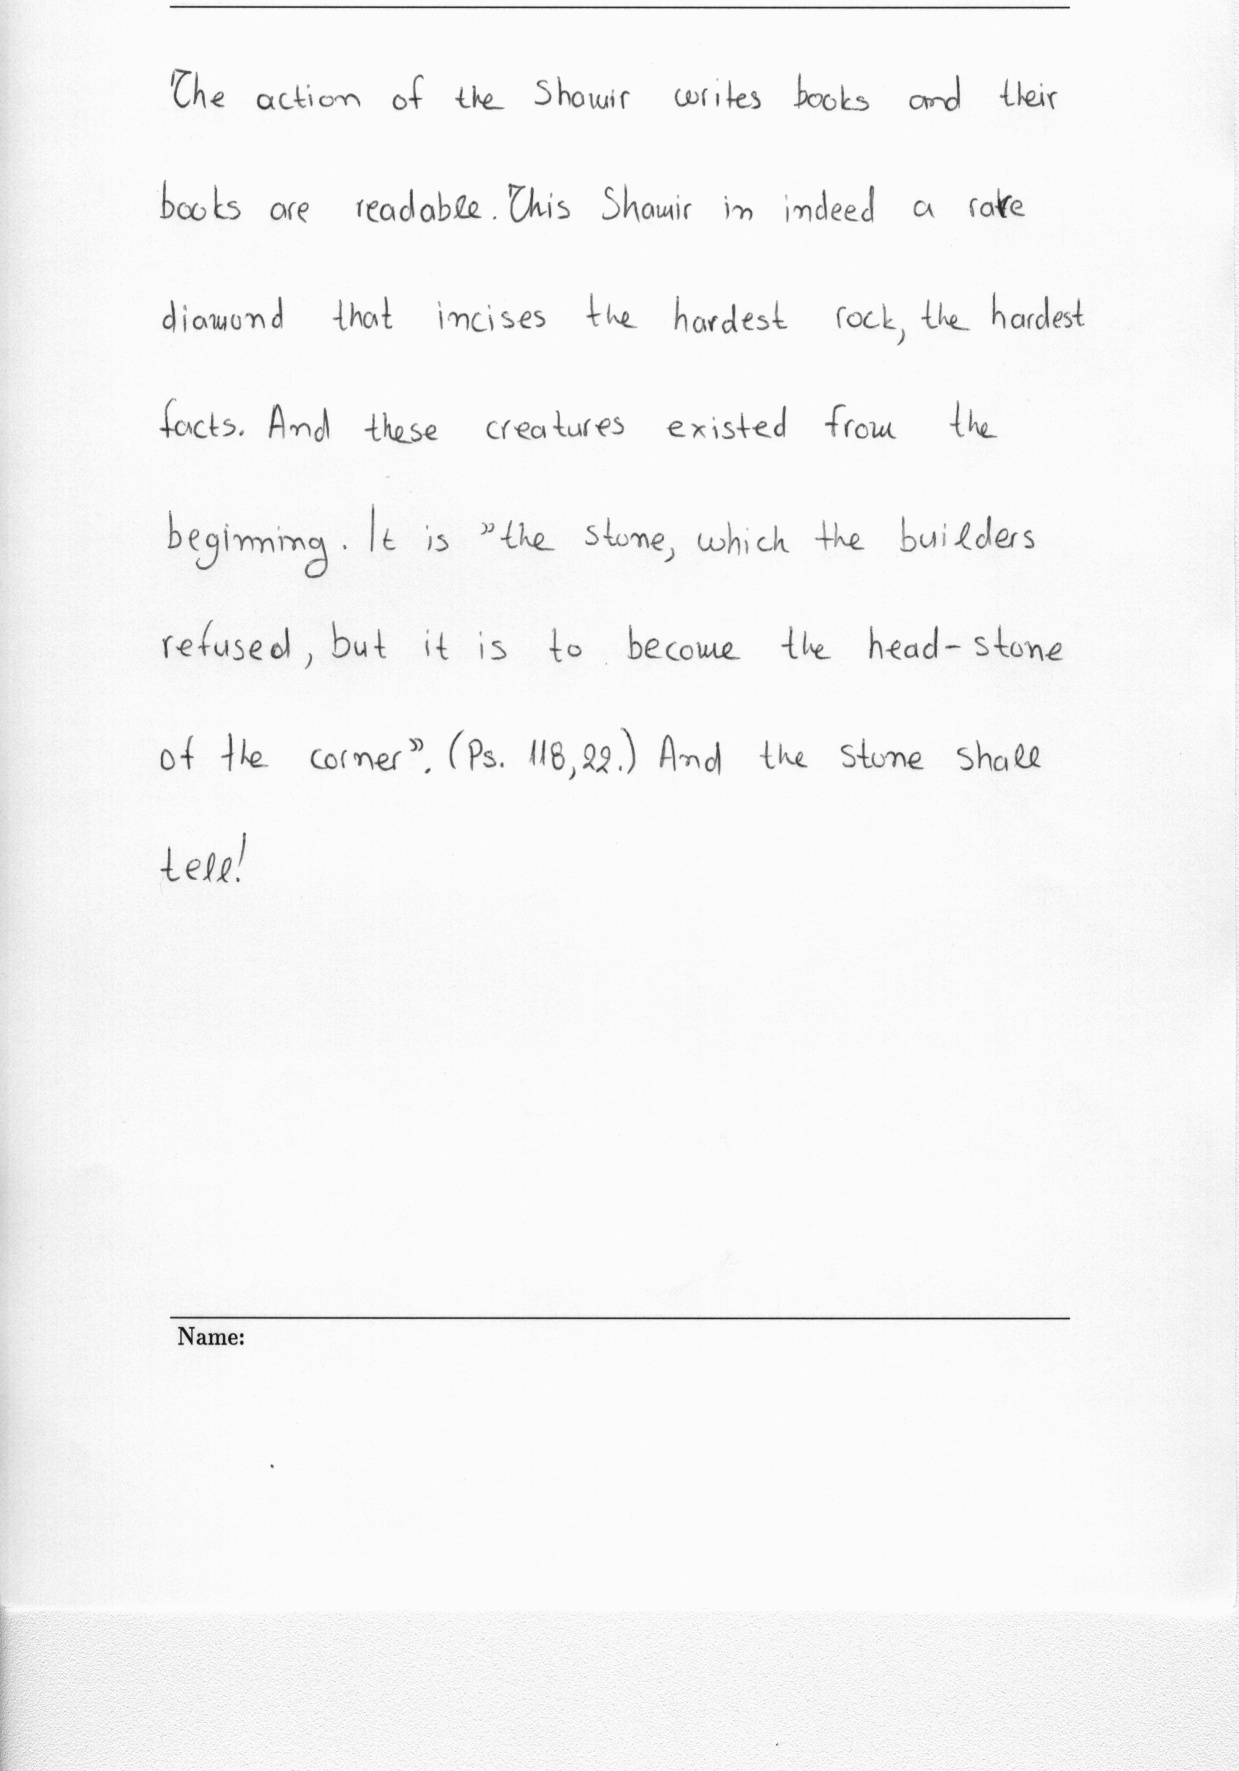 The action of the Shamir writes books and their
books are readable. This Shamir in indeed a rare
diamond that incises the hardest rock, the hardest
facts. And these creatures existed from the
beginning. It is "the stone, which the builders
refused, but it is to become the head-stone
of the corner". (Ps. 118,22.) And the stone shall
tell!
Name: